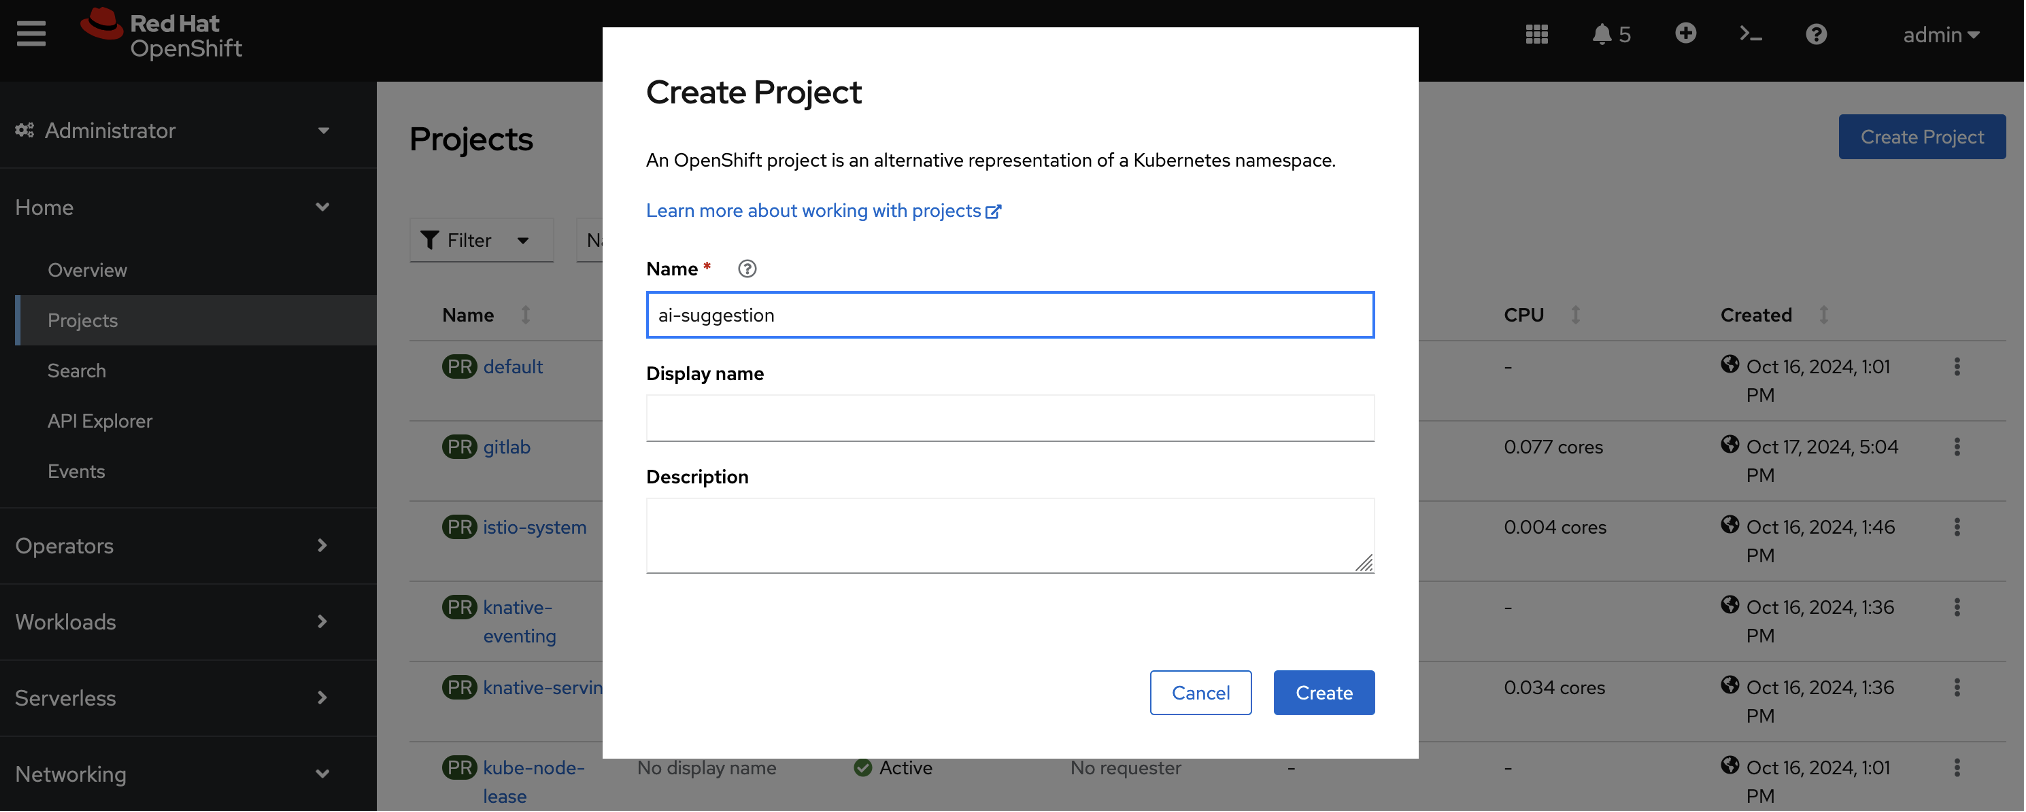 Red Hat
OpenShift
5
admin
Administrator
Home
Overview
Projects
Search
API Explorer
Events
Operators
Workloads
Serverless
Networking
Projects
Create Project
Filter
Name
CPU
Created
PR default
-
Oct 16, 2024, 1:01
PM
PR gitlab
0.077 cores
Oct 17, 2024, 5:04
PM
PR istio-system
0.004 cores
Oct 16, 2024, 1:46
PM
PR knative-
eventing
-
Oct 16, 2024, 1:36
PM
PR knative-servin
0.034 cores
Oct 16, 2024, 1:36
PM
PR kube-node-
lease
No display name
Active
No requester
-
-
Oct 16, 2024, 1:01
PM
Create Project
An OpenShift project is an alternative representation of a Kubernetes namespace.
Learn more about working with projects
Name *
ai-suggestion
Display name
Description
Cancel
Create